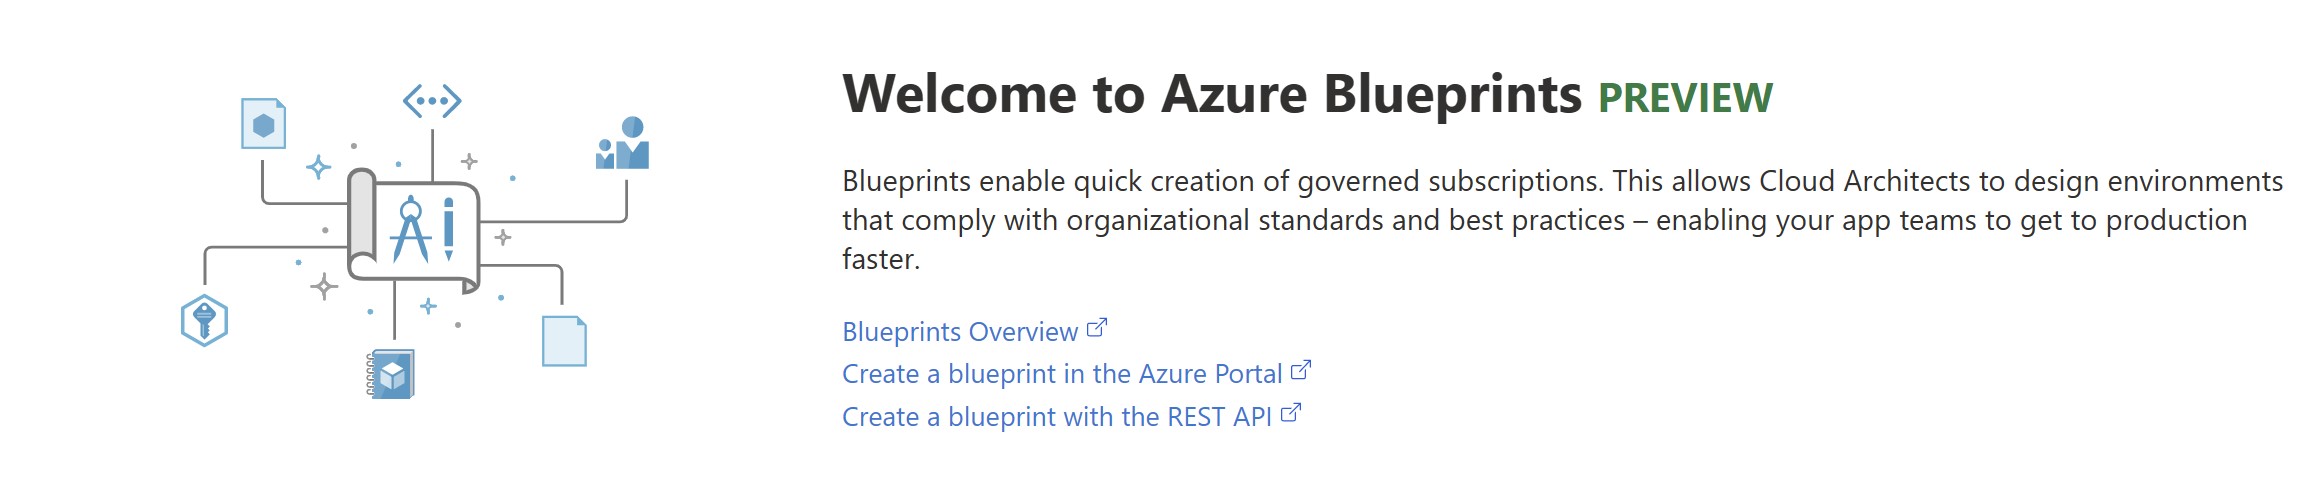 Welcome to Azure Blueprints PREVIEW
Blueprints enable quick creation of governed subscriptions. This allows Cloud Architects to design environments
that comply with organizational standards and best practices – enabling your app teams to get to production
faster.
Blueprints Overview
Create a blueprint in the Azure Portal
Create a blueprint with the REST API